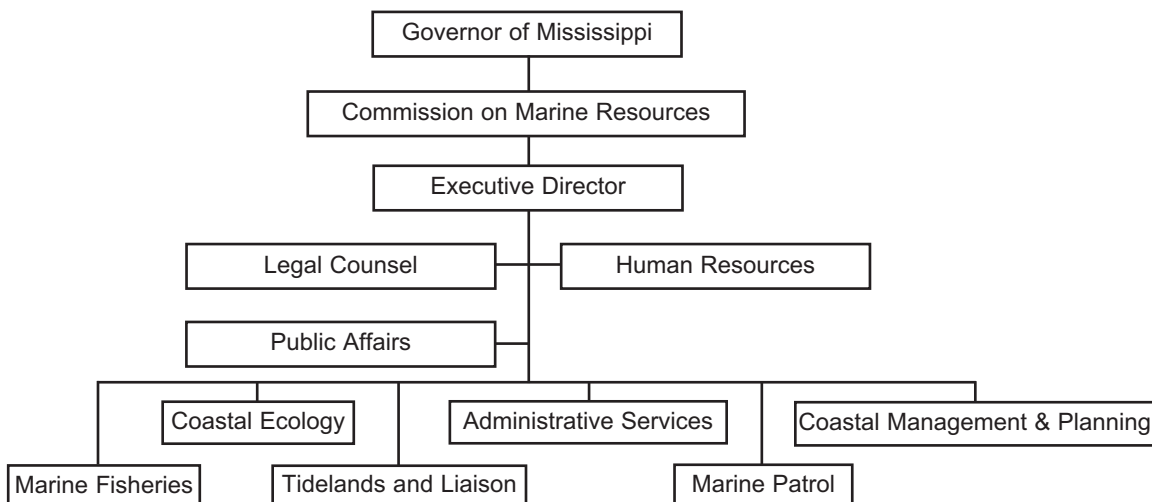 Governor of Mississippi
Commission on Marine Resources
Executive Director
Legal Counsel
Human Resources
Public Affairs
Coastal Ecology
Administrative Services
Coastal Management & Planning
Marine Fisheries
Tidelands and Liaison
Marine Patrol